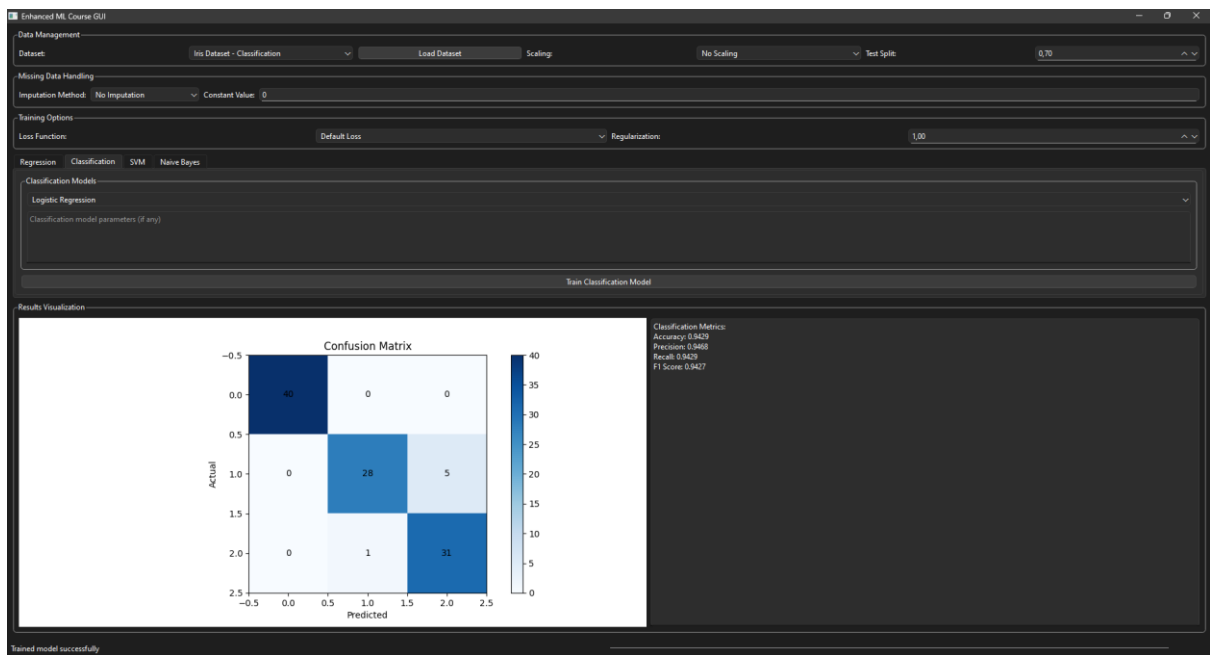 Enhanced ML Course GUI
Data Management
Dataset: Iris Dataset - Classification Load Dataset Scaling: No Scaling Test Split: 0,70
Missing Data Handling
Imputation Method: No Imputation Constant Value: 0
Training Options
Loss Function: Default Loss Regularization: 1,00
Regression Classification SVM Naive Bayes
Classification Models
Logistic Regression
Classification model parameters (if any)
Train Classification Model
Results Visualization
Confusion Matrix
−0.5
0.0
0.5
1.0
1.5
2.0
2.5
Actual
40 0 0
0 28 5
0 1 31
−0.5 0.0 0.5 1.0 1.5 2.0 2.5
Predicted
40
35
30
25
20
15
10
5
0
Classification Metrics:
Accuracy: 0.9429
Precision: 0.9468
Recall: 0.9429
F1 Score: 0.9427
Trained model successfully